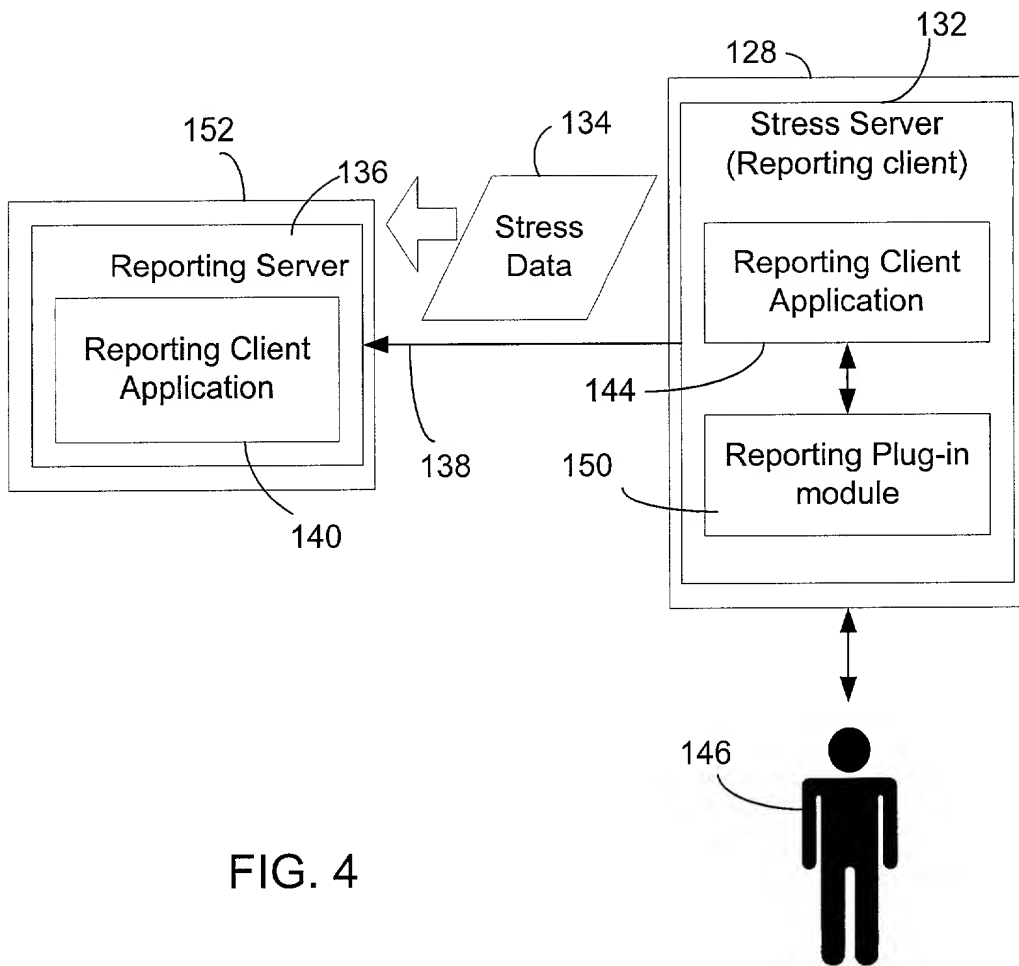 132
128
152
134
136
Stress Server
(Reporting client)
Stress
Data
Reporting Server
Reporting Client
Application
Reporting Client
Application
144
138
150
Reporting Plug-in
module
140
146
FIG. 4